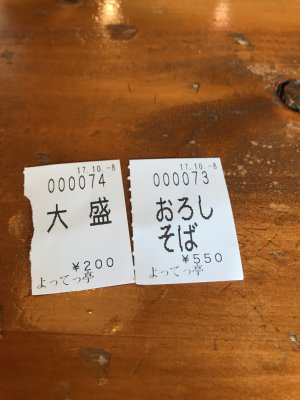 17.10.-8
000074
大盛
¥200
よってっ亭
17.10.-8
000073
おろし
そば
¥550
よってっ亭